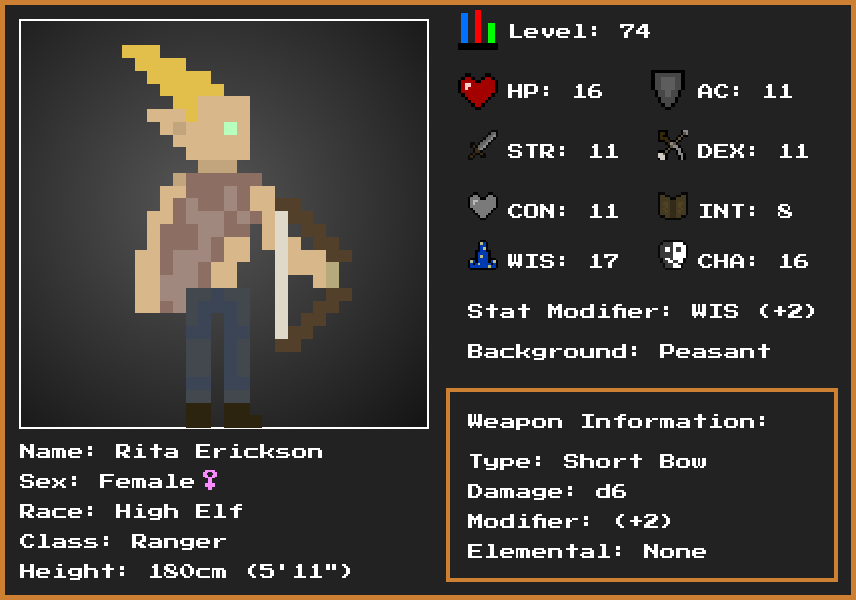 Level: 74
HP: 16
AC: 11
STR: 11
DEX: 11
CON: 11
INT: 8
WIS: 17
CHA: 16
Stat Modifier: WIS (+2)
Background: Peasant
Weapon Information:
Type: Short Bow
Damage: d6
Modifier: (+2)
Elemental: None
Name: Rita Erickson
Sex: Female♀
Race: High Elf
Class: Ranger
Height: 180cm (5'11")